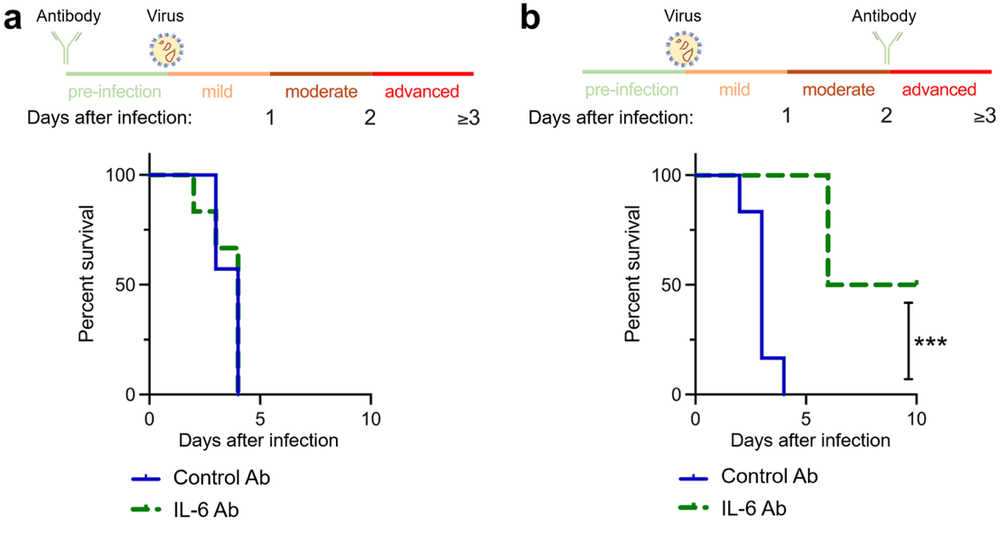 a
Antibody Virus
pre-infection mild moderate advanced
Days after infection: 1 2 ≥3
100
50
0
Percent survival
0 5 10
Days after infection
Control Ab
IL-6 Ab
b
Virus Antibody
pre-infection mild moderate advanced
Days after infection: 1 2 ≥3
100
50
0
Percent survival
***
0 5 10
Days after infection
Control Ab
IL-6 Ab